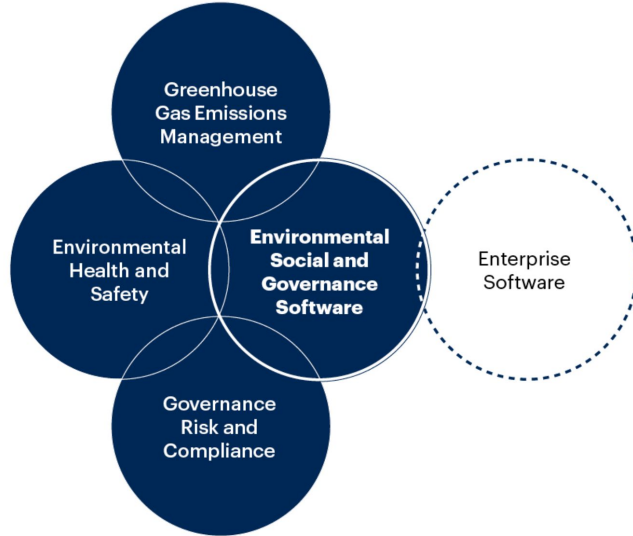 Greenhouse
Gas Emissions
Management
Environmental
Health and
Safety
Environmental
Social and
Governance
Software
Enterprise
Software
Governance
Risk and
Compliance